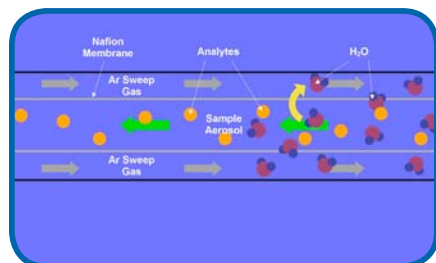 Nafion
Membrane
Analytes
H₂O
Ar Sweep
Gas
Sample
Aerosol
Ar Sweep
Gas